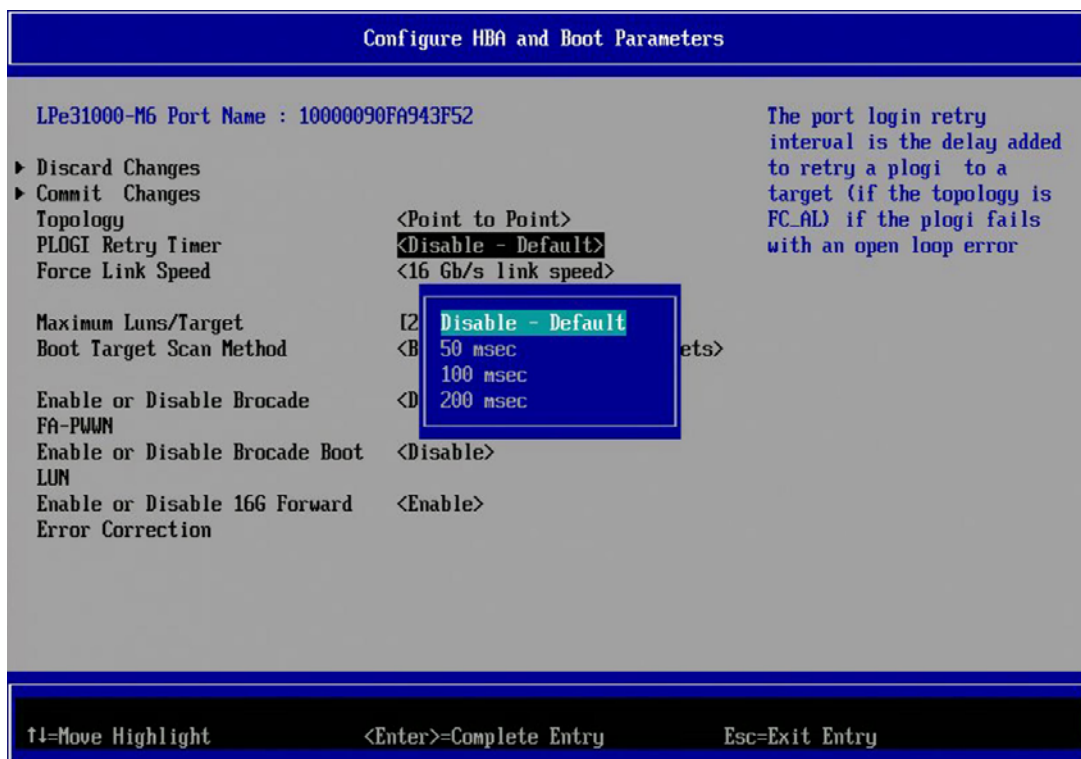 Configure HBA and Boot Parameters
LPe31000-M6 Port Name : 10000090FA943F52
▶ Discard Changes
▶ Commit Changes
Topology <Point to Point>
PLOGI Retry Timer <Disable - Default>
Force Link Speed <16 Gb/s link speed>
Maximum Luns/Target [2
Boot Target Scan Method <B ets>
Enable or Disable Brocade <D
FA-PWWN
Enable or Disable Brocade Boot <Disable>
LUN
Enable or Disable 16G Forward <Enable>
Error Correction
Disable - Default
50 msec
100 msec
200 msec
The port login retry
interval is the delay added
to retry a plogi to a
target (if the topology is
FC_AL) if the plogi fails
with an open loop error
↑↓=Move Highlight <Enter>=Complete Entry Esc=Exit Entry